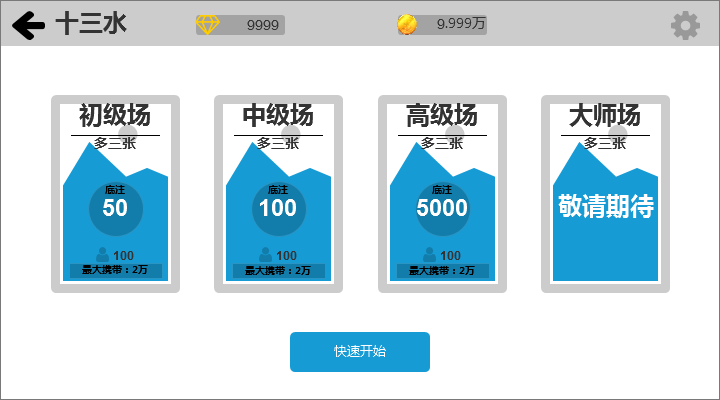 十三水
9999
9.999万
初级场
多三张
底注
50
100
最大携带：2万
中级场
多三张
底注
100
100
最大携带：2万
高级场
多三张
底注
5000
100
最大携带：2万
大师场
多三张
敬请期待
快速开始